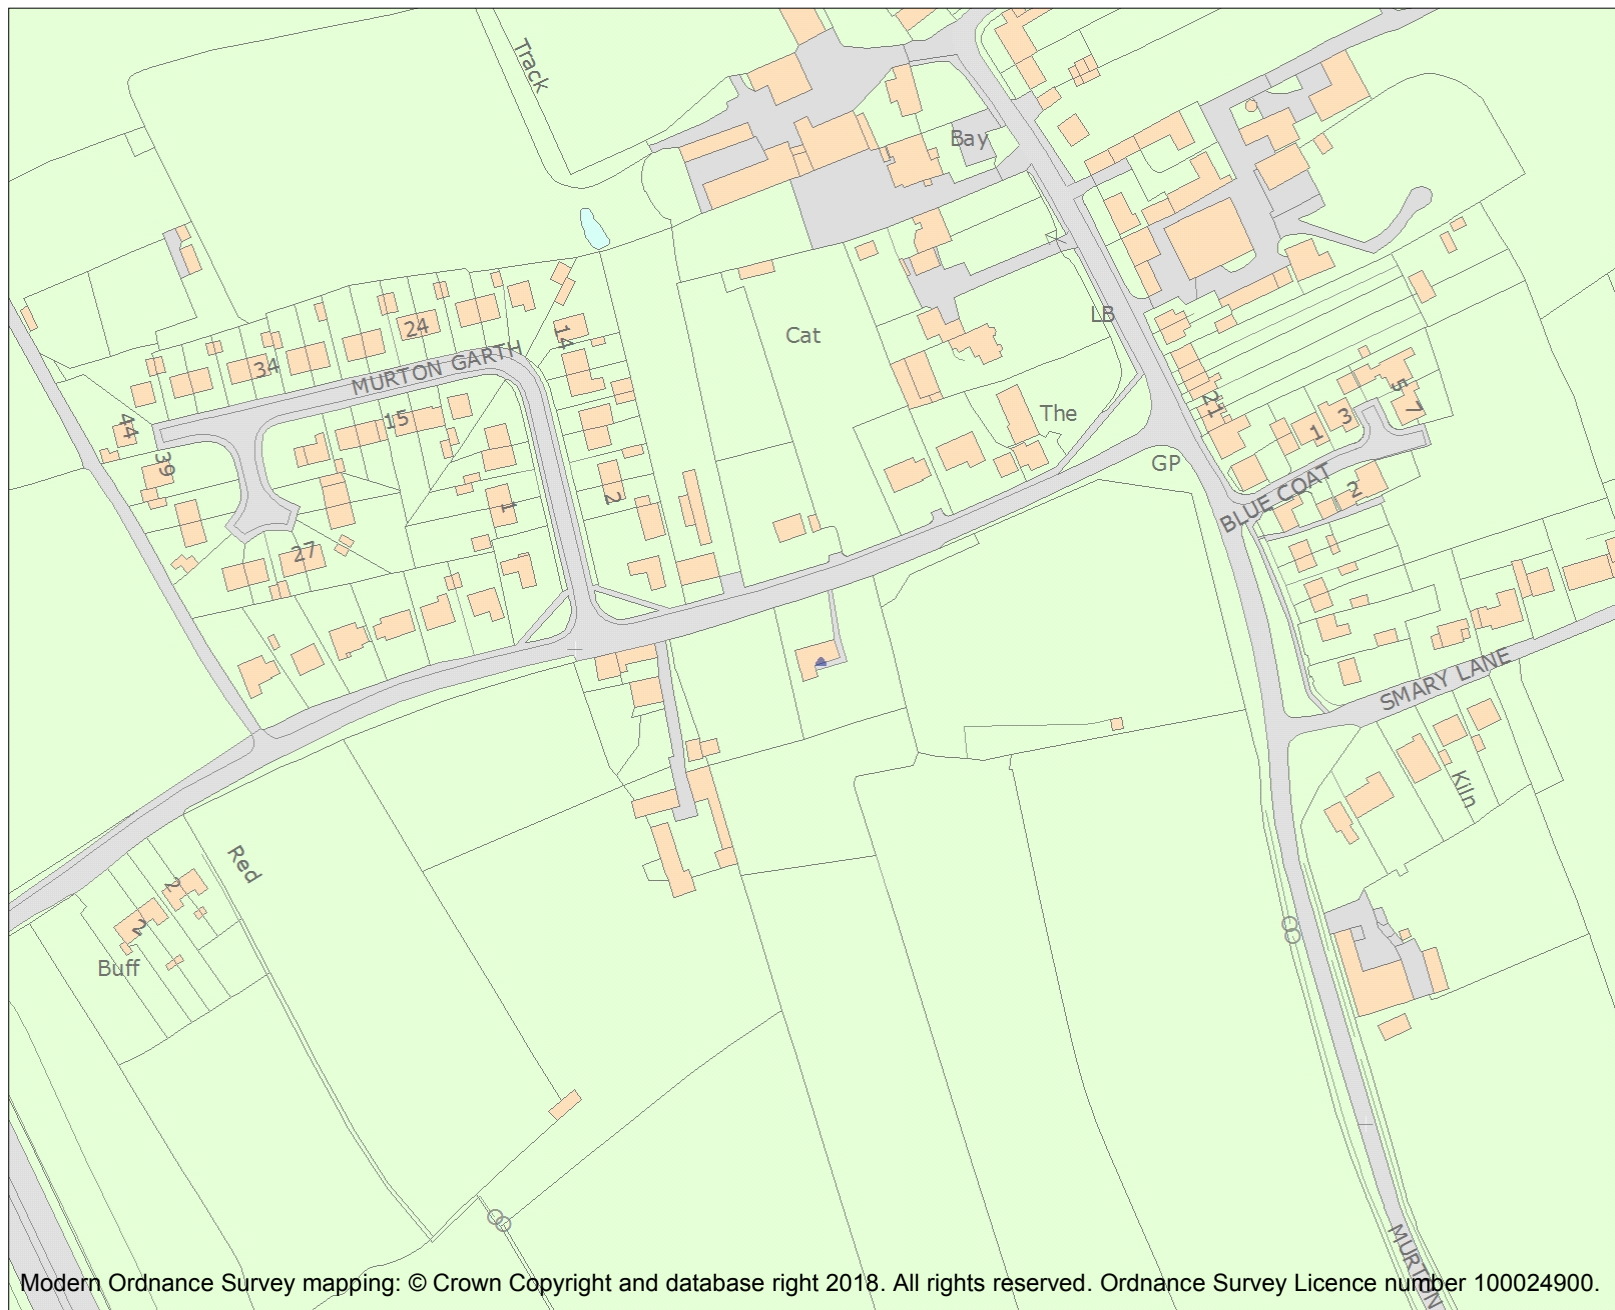 Track
Bay
LB
Cat
24
14
MURTON GARTH
34
15
44
39
21
5
7
3
1
The
GP
2
BLUE COAT
2
1
27
SMARY LANE
Kiln
Red
2
2
Buff
MURTON
Modern Ordnance Survey mapping: © Crown Copyright and database right 2018. All rights reserved. Ordnance Survey Licence number 100024900.